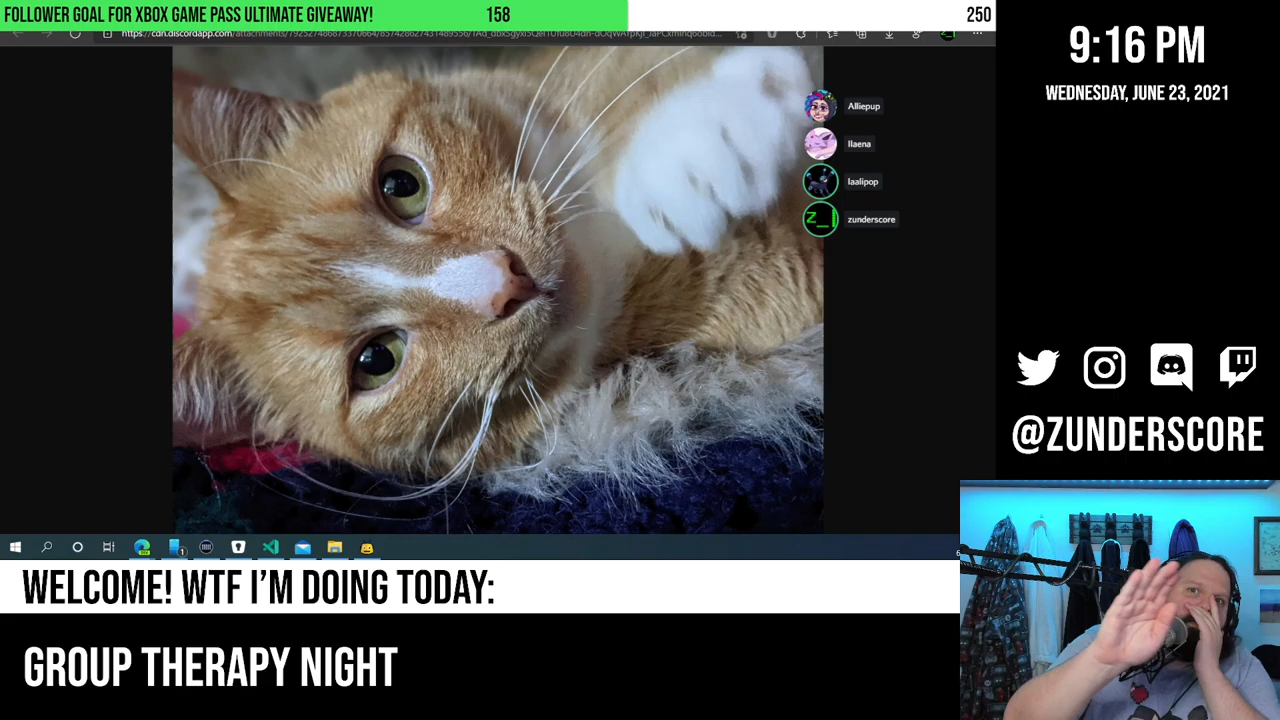 FOLLOWER GOAL FOR XBOX GAME PASS ULTIMATE GIVEAWAY! 158 250
9:16 PM
WEDNESDAY, JUNE 23, 2021
Alliepup
llaena
laalipop
Z_ zunderscore
@ZUNDERSCORE
WELCOME! WTF I'M DOING TODAY:
GROUP THERAPY NIGHT